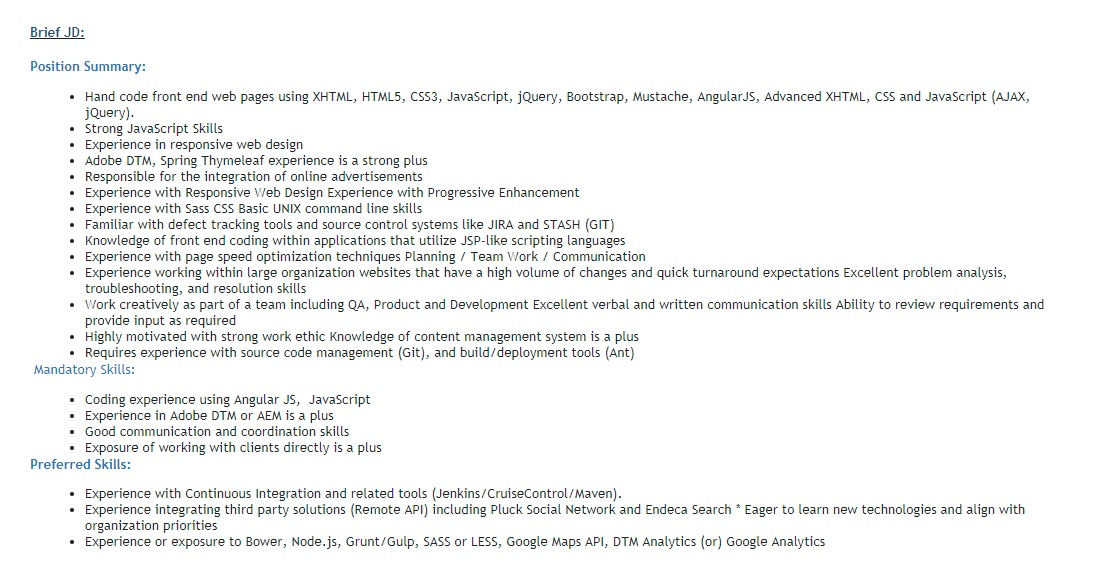 Brief JD:
Position Summary:
• Hand code front end web pages using XHTML, HTML5, CSS3, JavaScript, jQuery, Bootstrap, Mustache, AngularJS, Advanced XHTML, CSS and JavaScript (AJAX,
jQuery).
• Strong JavaScript Skills
• Experience in responsive web design
• Adobe DTM, Spring Thymeleaf experience is a strong plus
• Responsible for the integration of online advertisements
• Experience with Responsive Web Design Experience with Progressive Enhancement
• Experience with Sass CSS Basic UNIX command line skills
• Familiar with defect tracking tools and source control systems like JIRA and STASH (GIT)
• Knowledge of front end coding within applications that utilize JSP-like scripting languages
• Experience with page speed optimization techniques Planning / Team Work / Communication
• Experience working within large organization websites that have a high volume of changes and quick turnaround expectations Excellent problem analysis,
troubleshooting, and resolution skills
• Work creatively as part of a team including QA, Product and Development Excellent verbal and written communication skills Ability to review requirements and
provide input as required
• Highly motivated with strong work ethic Knowledge of content management system is a plus
• Requires experience with source code management (Git), and build/deployment tools (Ant)
Mandatory Skills:
• Coding experience using Angular JS, JavaScript
• Experience in Adobe DTM or AEM is a plus
• Good communication and coordination skills
• Exposure of working with clients directly is a plus
Preferred Skills:
• Experience with Continuous Integration and related tools (Jenkins/CruiseControl/Maven).
• Experience integrating third party solutions (Remote API) including Pluck Social Network and Endeca Search * Eager to learn new technologies and align with
organization priorities
• Experience or exposure to Bower, Node.js, Grunt/Gulp, SASS or LESS, Google Maps API, DTM Analytics (or) Google Analytics